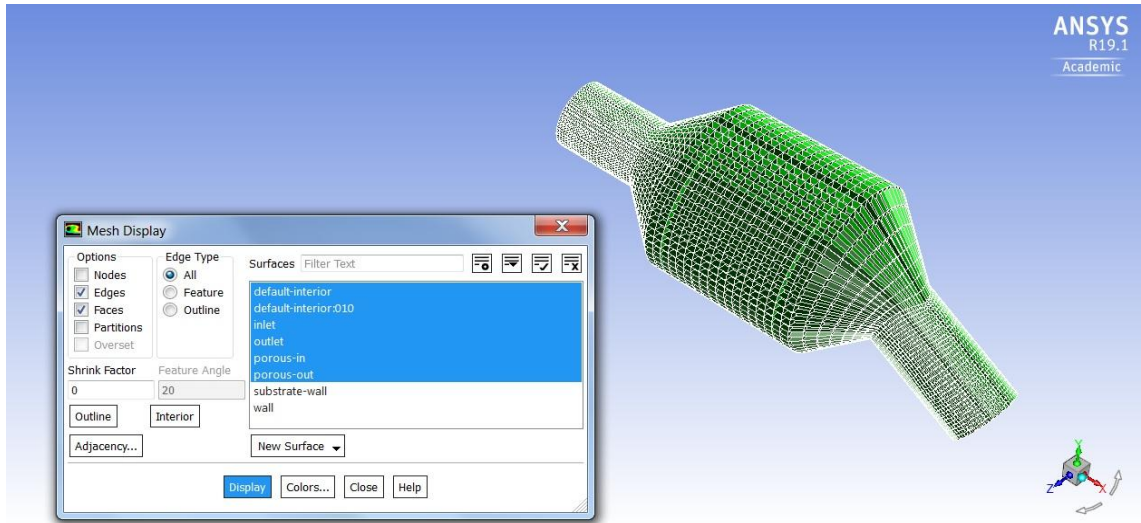 ANSYS
R19.1
Academic
Mesh Display
Options
Nodes
Edges
Faces
Partitions
Overset
Edge Type
All
Feature
Outline
Shrink Factor
0
Feature Angle
20
Outline
Interior
Adjacency...
Surfaces Filter Text
default-interior
default-interior:010
inlet
outlet
porous-in
porous-out
substrate-wall
wall
New Surface
Display
Colors...
Close
Help
Y
Z
X